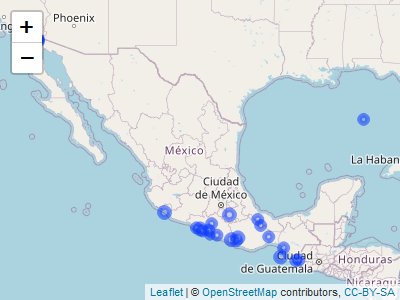 +
−
Phoenix
México
Ciudad
de México
La Haban
Ciudad
de Guatemala
Honduras
Nicaragua
Leaflet | © OpenStreetMap contributors, CC-BY-SA